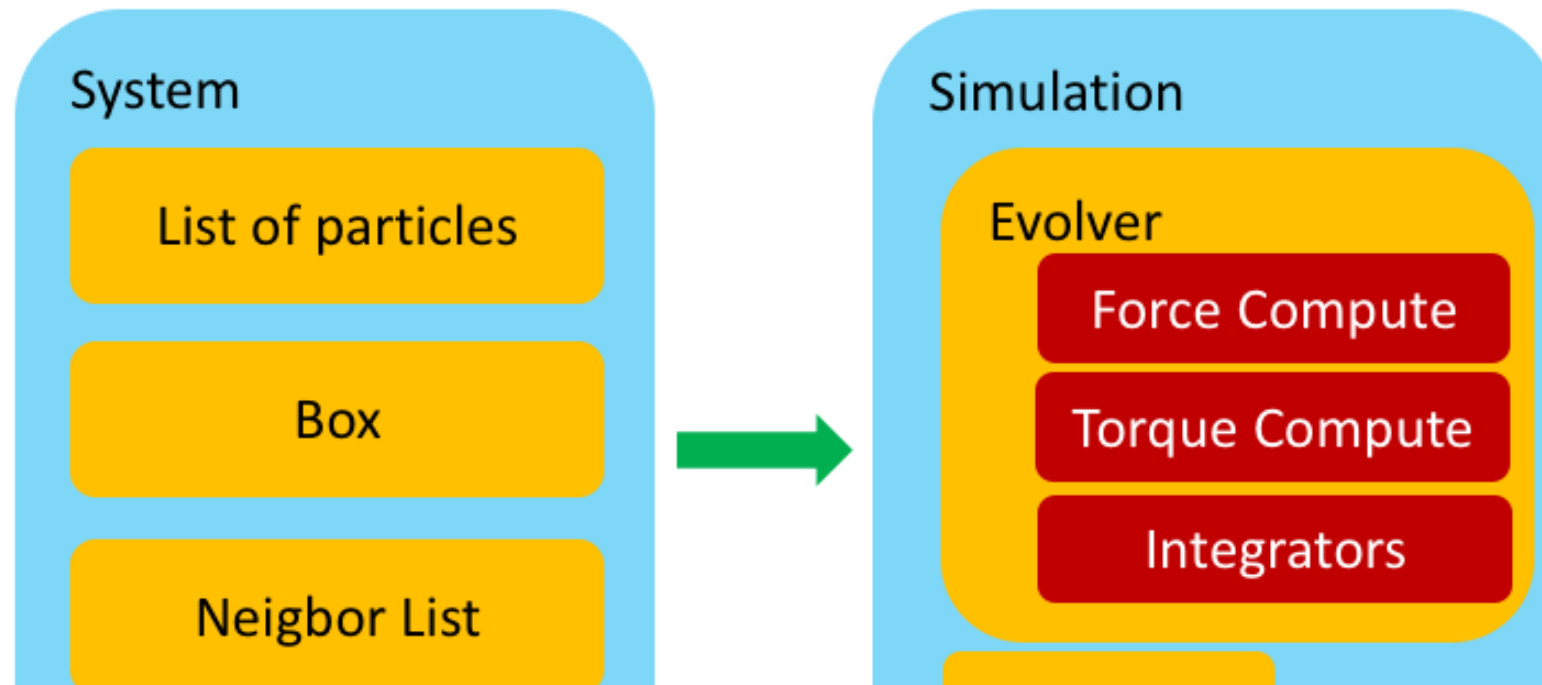 System
List of particles
Box
Neigbor List
Simulation
Evolver
Force Compute
Torque Compute
Integrators